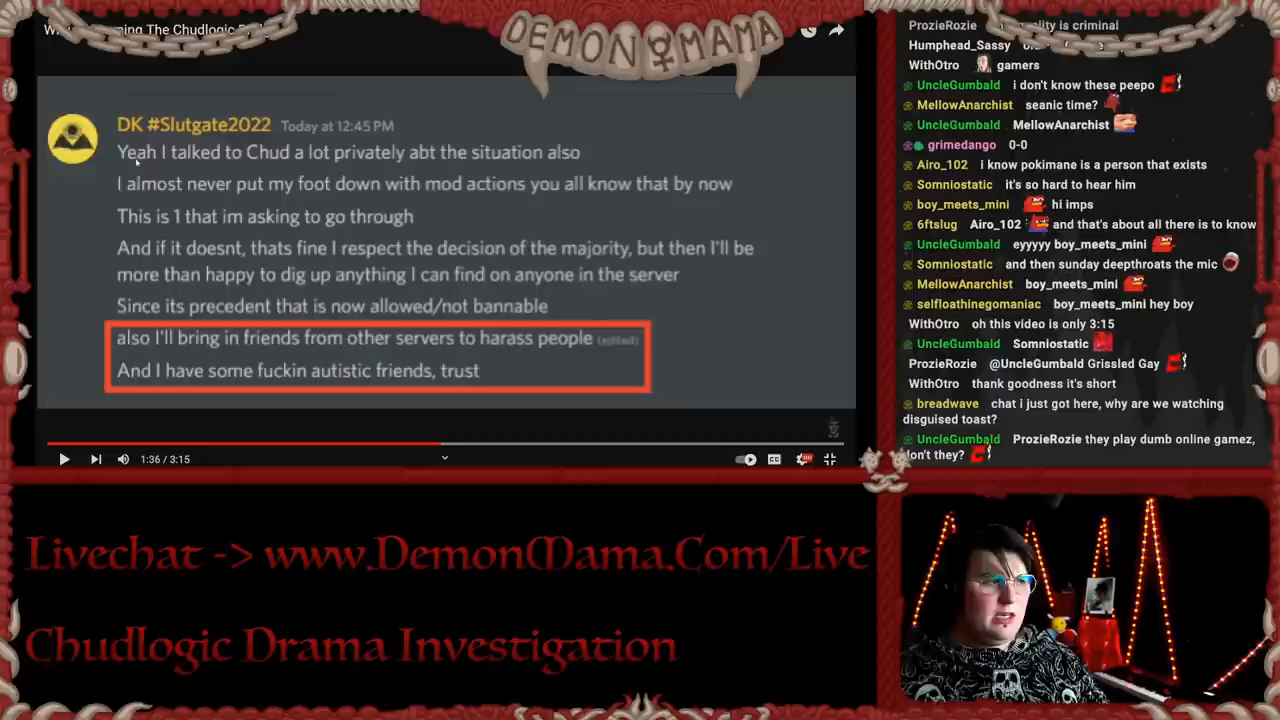 The Chudlogic
DEMON MAMA
DK #Slutgate2022 Today at 12:45 PM
Yeah I talked to Chud a lot privately abt the situation also
I almost never put my foot down with mod actions you all know that by now
This is 1 that im asking to go through
And if it doesnt, thats fine I respect the decision of the majority, but then I'll be
more than happy to dig up anything I can find on anyone in the server
Since its precedent that is now allowed/not bannable
also I'll bring in friends from other servers to harass people (edited)
And I have some fuckin autistic friends, trust
1:36 / 3:15
CC
Livechat -> www.DemonMama.Com/Live
Chudlogic Drama Investigation
ProzieRozie is criminal
Humphead_Sassy
WithOtro gamers
UncleGumbald i don't know these peepo
MellowAnarchist seanic time?
UncleGumbald MellowAnarchist
grimedango 0-0
Airo_102 i know pokimane is a person that exists
Somniostatic it's so hard to hear him
boy_meets_mini hi imps
6ftslug Airo_102 and that's about all there is to know
UncleGumbald eyyyyy boy_meets_mini
Somniostatic and then sunday deepthroats the mic
MellowAnarchist boy_meets_mini
selfloathinegomaniac boy_meets_mini hey boy
WithOtro oh this video is only 3:15
UncleGumbald Somniostatic
ProzieRozie @UncleGumbald Grissled Gay
WithOtro thank goodness it's short
breadwave chat i just got here, why are we watching
disguised toast?
UncleGumbald ProzieRozie they play dumb online gamez,
don't they?